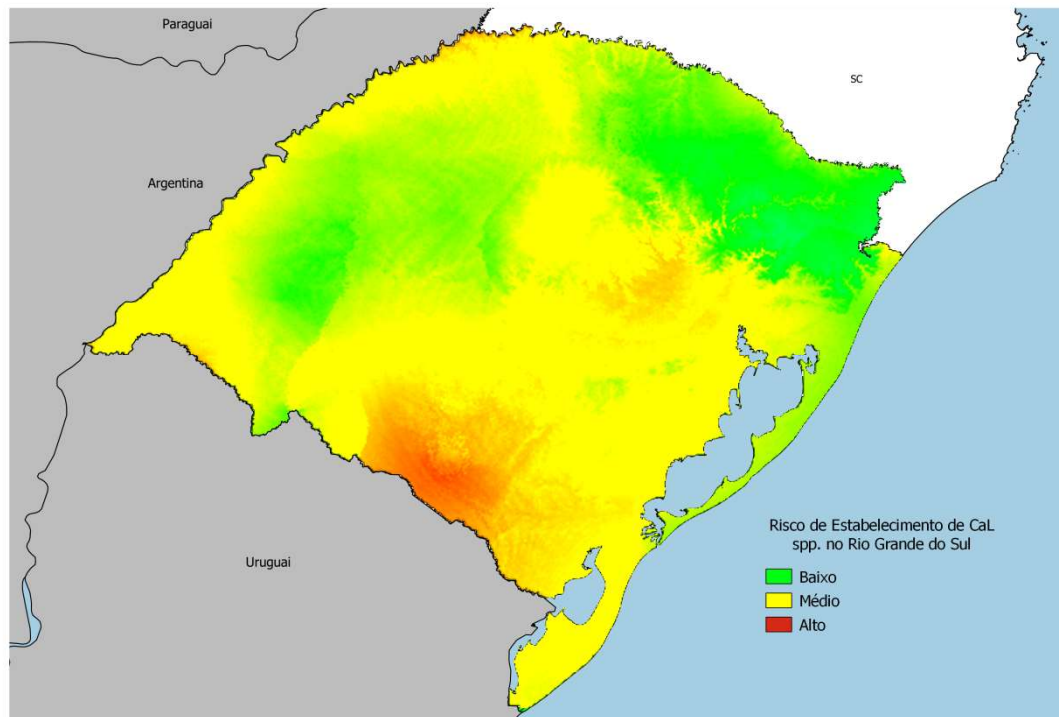 Paraguai
SC
Argentina
Uruguai
Risco de Estabelecimento de CaL
spp. no Rio Grande do Sul
Baixo
Médio
Alto